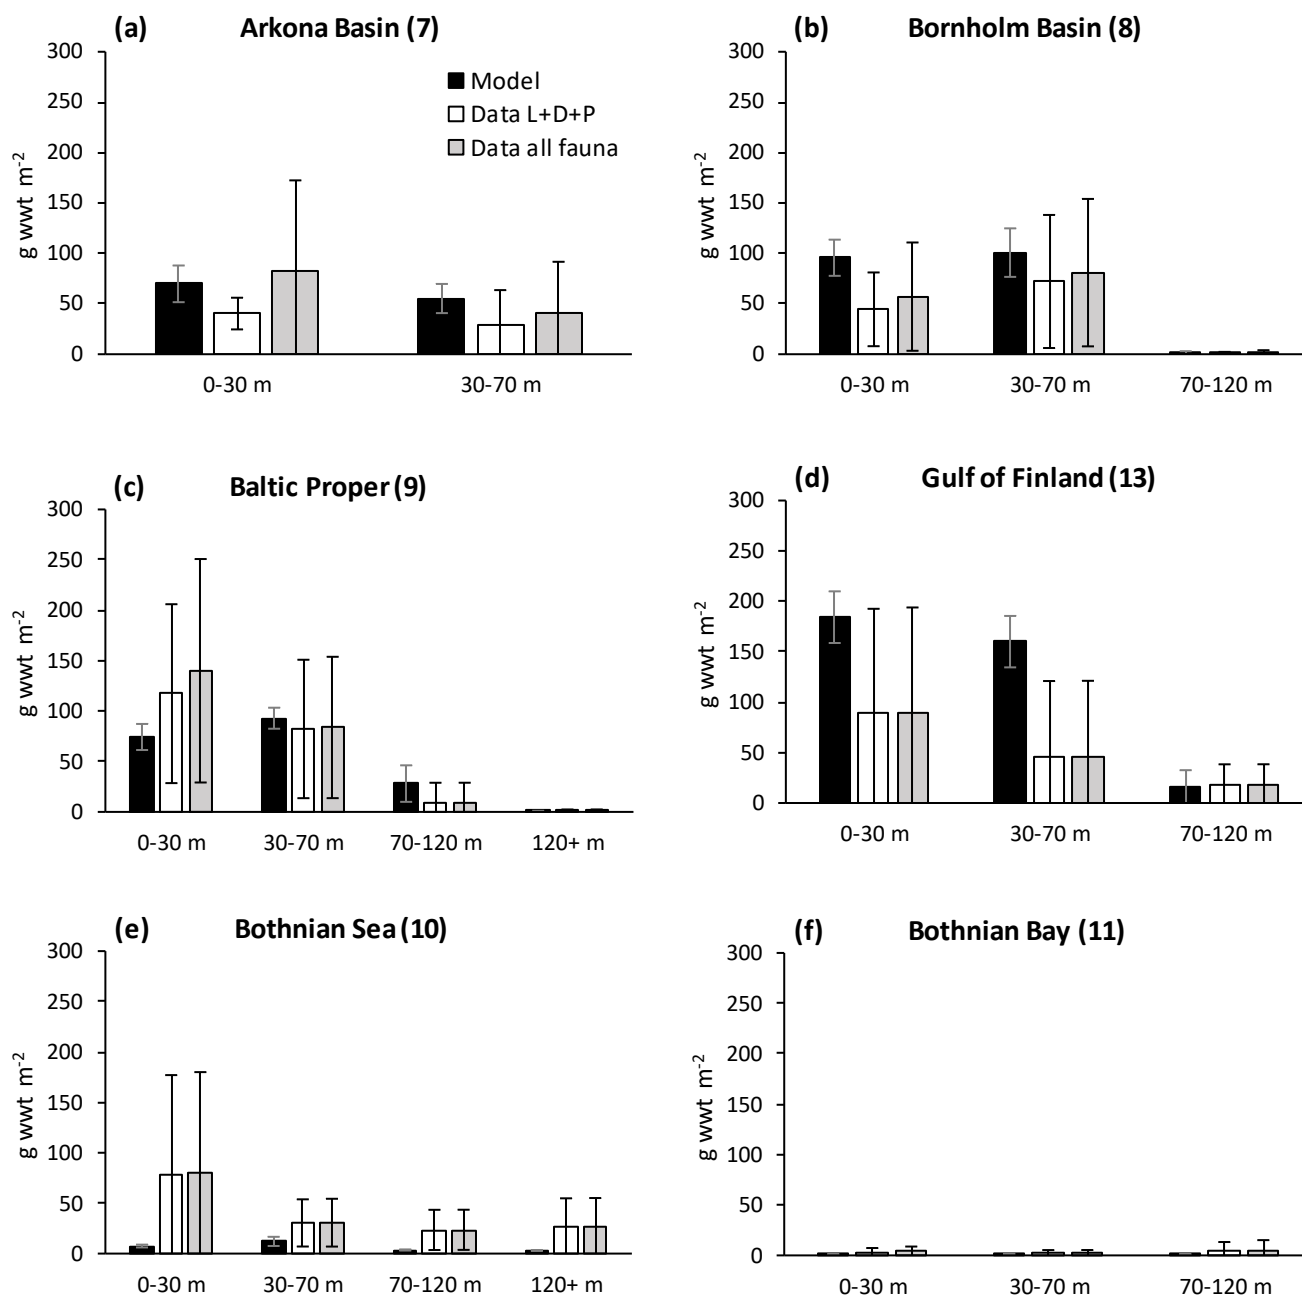 (a) Arkona Basin (7)
300
250
200
150
100
50
0
g wwt m-2
Model
Data L+D+P
Data all fauna
0-30 m 30-70 m
(b) Bornholm Basin (8)
300
250
200
150
100
50
0
g wwt m-2
0-30 m 30-70 m 70-120 m
(c) Baltic Proper (9)
300
250
200
150
100
50
0
g wwt m-2
0-30 m 30-70 m 70-120 m 120+ m
(d) Gulf of Finland (13)
300
250
200
150
100
50
0
g wwt m-2
0-30 m 30-70 m 70-120 m
(e) Bothnian Sea (10)
300
250
200
150
100
50
0
g wwt m-2
0-30 m 30-70 m 70-120 m 120+ m
(f) Bothnian Bay (11)
300
250
200
150
100
50
0
g wwt m-2
0-30 m 30-70 m 70-120 m